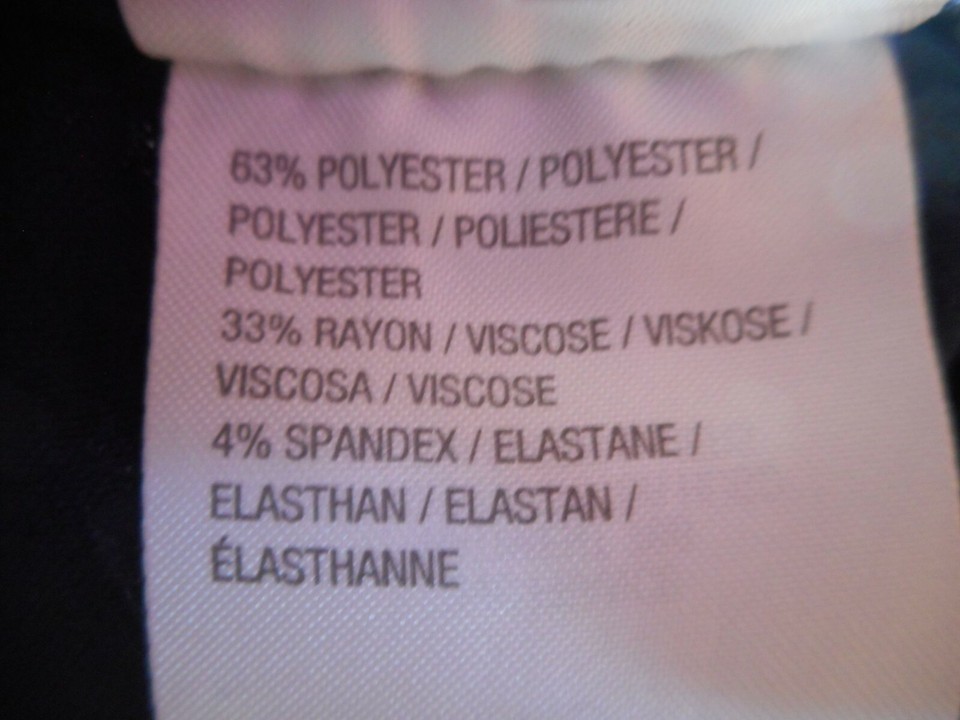 63% POLYESTER / POLYESTER /
POLYESTER / POLIESTERE /
POLYESTER
33% RAYON / VISCOSE / VISKOSE /
VISCOSA / VISCOSE
4% SPANDEX / ELASTANE /
ELASTHAN / ELASTAN /
ÉLASTHANNE